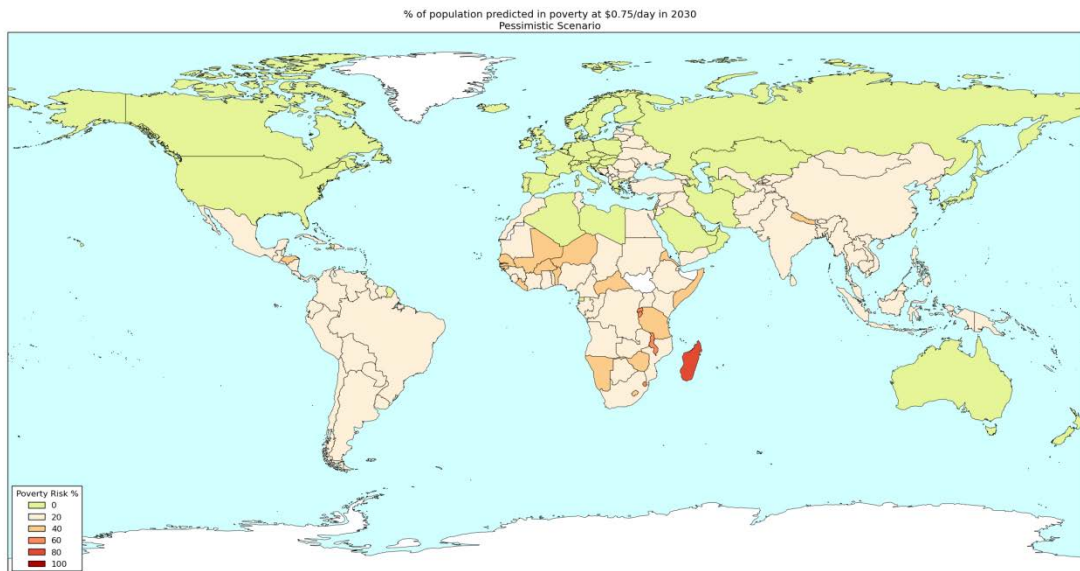 % of population predicted in poverty at $0.75/day in 2030
Pessimistic Scenario
Poverty Risk %
0
20
40
60
80
100